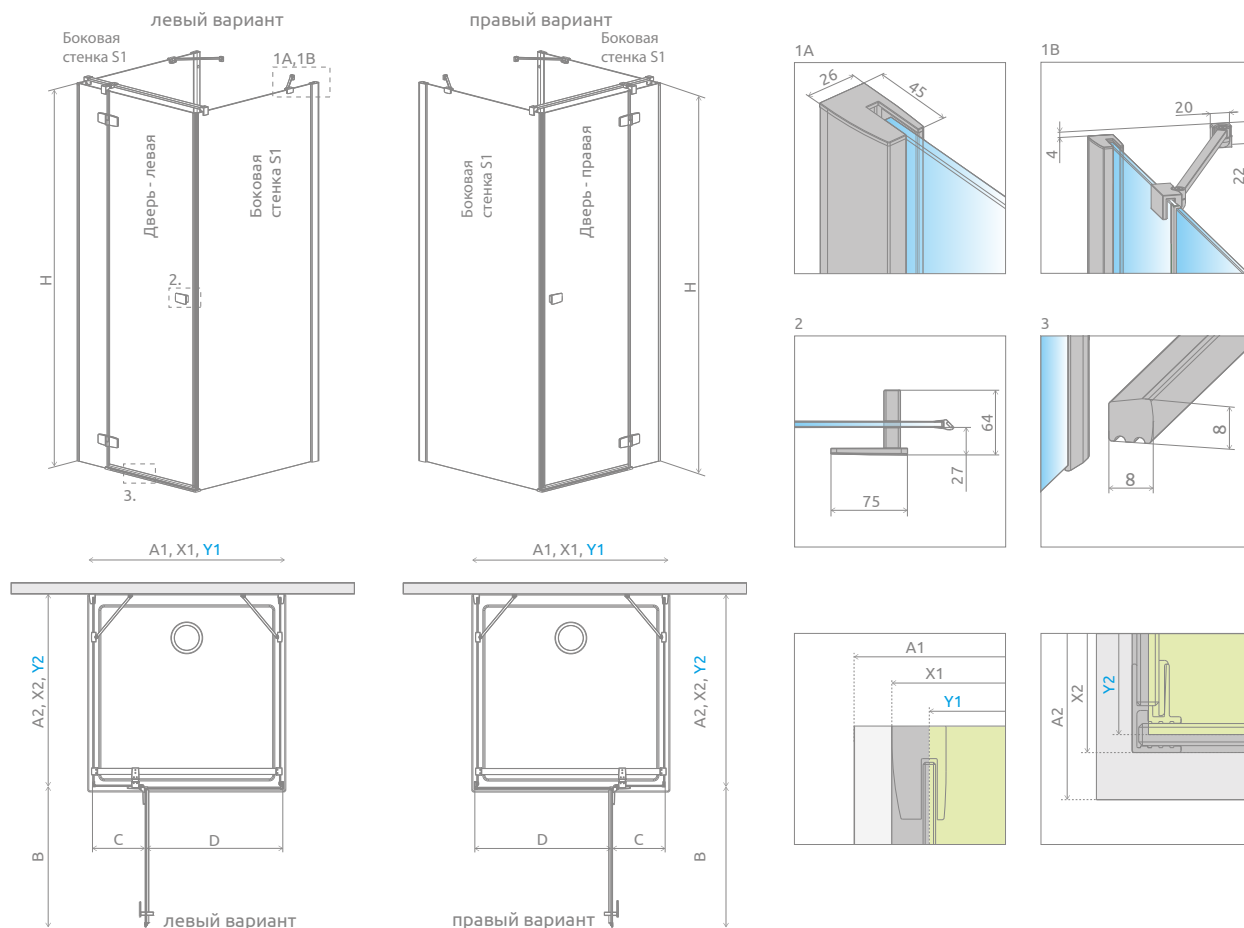 левый вариант
Боковая
стенка S1
1A,1B
Дверь - левая
Боковая
стенка S1
H
2.
3.
правый вариант
Боковая
стенка S1
Боковая
стенка S1
Дверь - правая
H
1A
26
45
1B
20
4
22
2
64
27
75
3
8
8
A1, X1, Y1
A2, X2, Y2
C
D
B
левый вариант
A1, X1, Y1
A2, X2, Y2
D
C
B
правый вариант
A1
X1
Y1
A2
X2
Y2